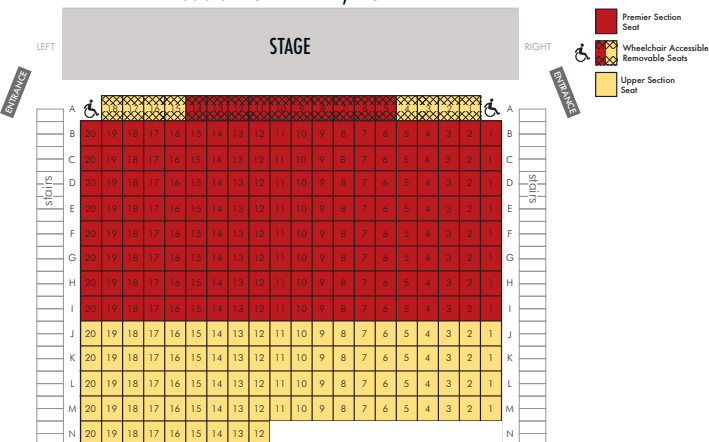 STAGE
LEFT
RIGHT
ENTRANCE
ENTRANCE
Premier Section
Seat
Wheelchair Accessible
Removable Seats
Upper Section
Seat
stairs
stairs
A A
B 20 19 18 17 16 15 14 13 12 11 10 9 8 7 6 5 4 3 2 1 B
C 20 19 18 17 16 15 14 13 12 11 10 9 8 7 6 5 4 3 2 1 C
D 20 19 18 17 16 15 14 13 12 11 10 9 8 7 6 5 4 3 2 1 D
E 20 19 18 17 16 15 14 13 12 11 10 9 8 7 6 5 4 3 2 1 E
F 20 19 18 17 16 15 14 13 12 11 10 9 8 7 6 5 4 3 2 1 F
G 20 19 18 17 16 15 14 13 12 11 10 9 8 7 6 5 4 3 2 1 G
H 20 19 18 17 16 15 14 13 12 11 10 9 8 7 6 5 4 3 2 1 H
I 20 19 18 17 16 15 14 13 12 11 10 9 8 7 6 5 4 3 2 1 I
J 20 19 18 17 16 15 14 13 12 11 10 9 8 7 6 5 4 3 2 1 J
K 20 19 18 17 16 15 14 13 12 11 10 9 8 7 6 5 4 3 2 1 K
L 20 19 18 17 16 15 14 13 12 11 10 9 8 7 6 5 4 3 2 1 L
M 20 19 18 17 16 15 14 13 12 11 10 9 8 7 6 5 4 3 2 1 M
N 20 19 18 17 16 15 14 13 12 N